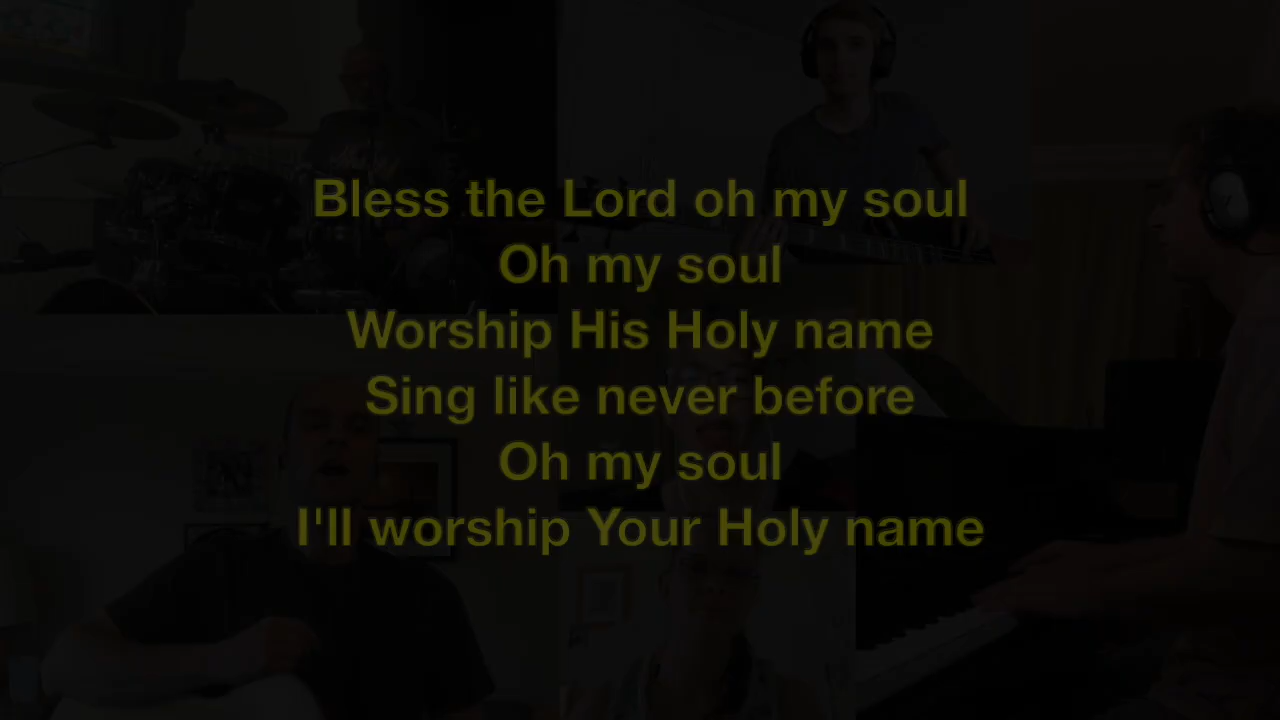 Bless the Lord oh my soul
Oh my soul
Worship His Holy name
Sing like never before
Oh my soul
I'll worship Your Holy name